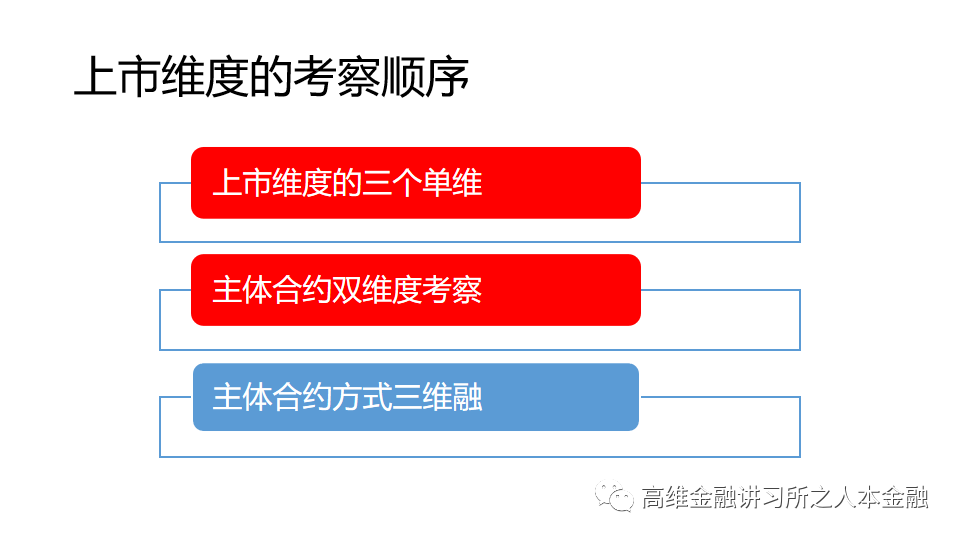 上市维度的考察顺序
上市维度的三个单维
主体合约双维度考察
主体合约方式三维融
高维金融讲习所之人本金融